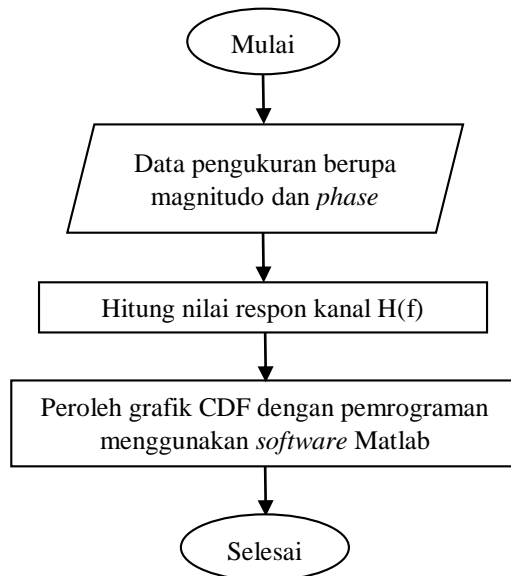 Mulai
Data pengukuran berupa
magnitudo dan phase
Hitung nilai respon kanal H(f)
Peroleh grafik CDF dengan pemrograman
menggunakan software Matlab
Selesai